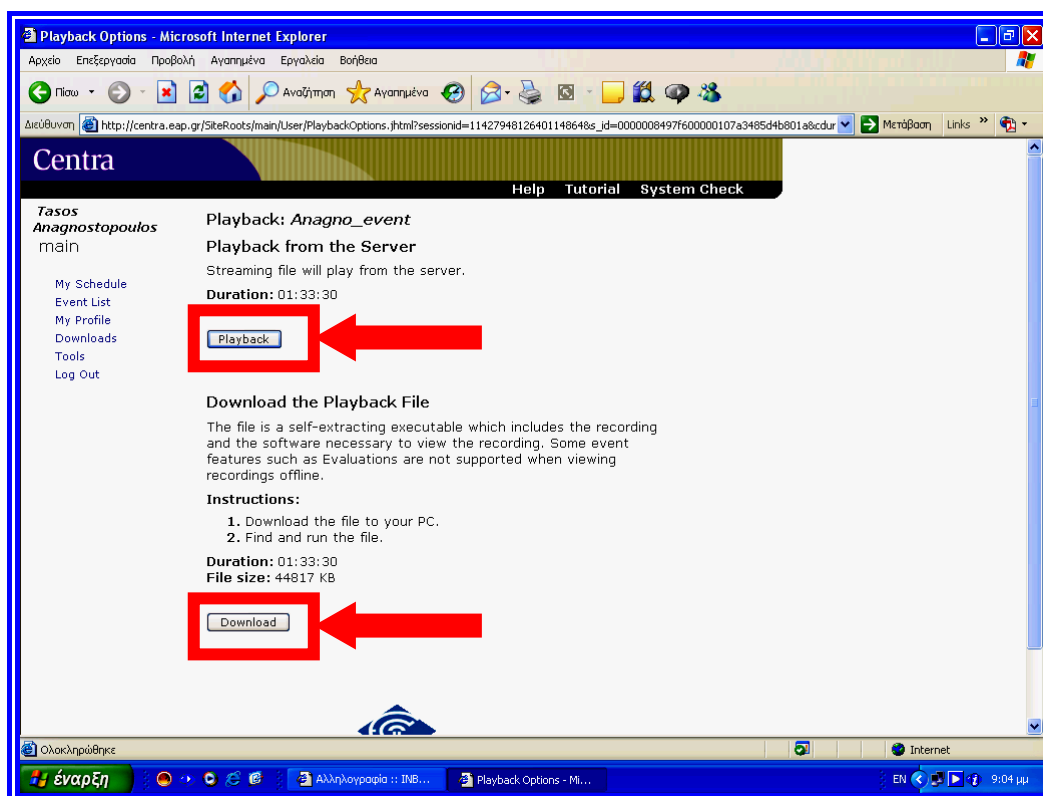 Playback Options - Microsoft Internet Explorer
Αρχείο Επεξεργασία Προβολή Αγαπημένα Εργαλεία Βοήθεια
Πίσω Αναζήτηση Αγαπημένα
Διεύθυνση http://centra.eap.gr/SiteRoots/main/User/PlaybackOptions.jhtml?sessionid=1142794812640114864&s_id=0000008497f600000107a3485d4b801a&cdur Μετάβαση Links »
Centra
Help Tutorial System Check
Tasos
Anagnostopoulos
main
My Schedule
Event List
My Profile
Downloads
Tools
Log Out
Playback: Anagno_event
Playback from the Server
Streaming file will play from the server.
Duration: 01:33:30
Playback
Download the Playback File
The file is a self-extracting executable which includes the recording
and the software necessary to view the recording. Some event
features such as Evaluations are not supported when viewing
recordings offline.
Instructions:
1. Download the file to your PC.
2. Find and run the file.
Duration: 01:33:30
File size: 44817 KB
Download
Ολοκληρώθηκε Internet
έναρξη Αλληλογραφία :: INB... Playback Options - Mi... EN 9:04 μμ